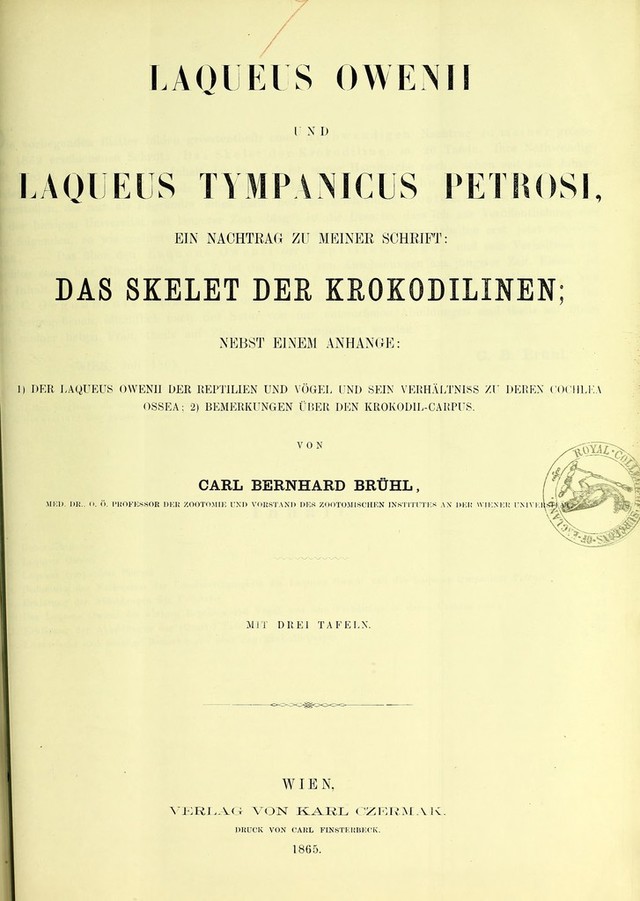 LAQUEUS OWENII
UND
LAQUEUS TYMPANICUS PETROSI,
EIN NACHTRAG ZU MEINER SCHRIFT:
DAS SKELET DER KROKODILINEN;
NEBST EINEM ANHANGE:
1) DER LAQUEUS OWENII DER REPTILIEN UND VÖGEL UND SEIN VERHÄLTNISS ZU DEREN COCHLEA
OSSEA; 2) BEMERKUNGEN ÜBER DEN KROKODIL-CARPUS.
VON
CARL BERNHARD BRÜHL,
MED. DR., O. Ö. PROFESSOR DER ZOOTOMIE UND VORSTAND DES ZOOTOMISCHEN INSTITUTES AN DER WIENER
ROYAL
OF ENGLAND
MIT DREI TAFELN.
WIEN,
VERLAG VON KARL CZERMAK.
DRUCK VON CARL FINSTERBECK.
1865.